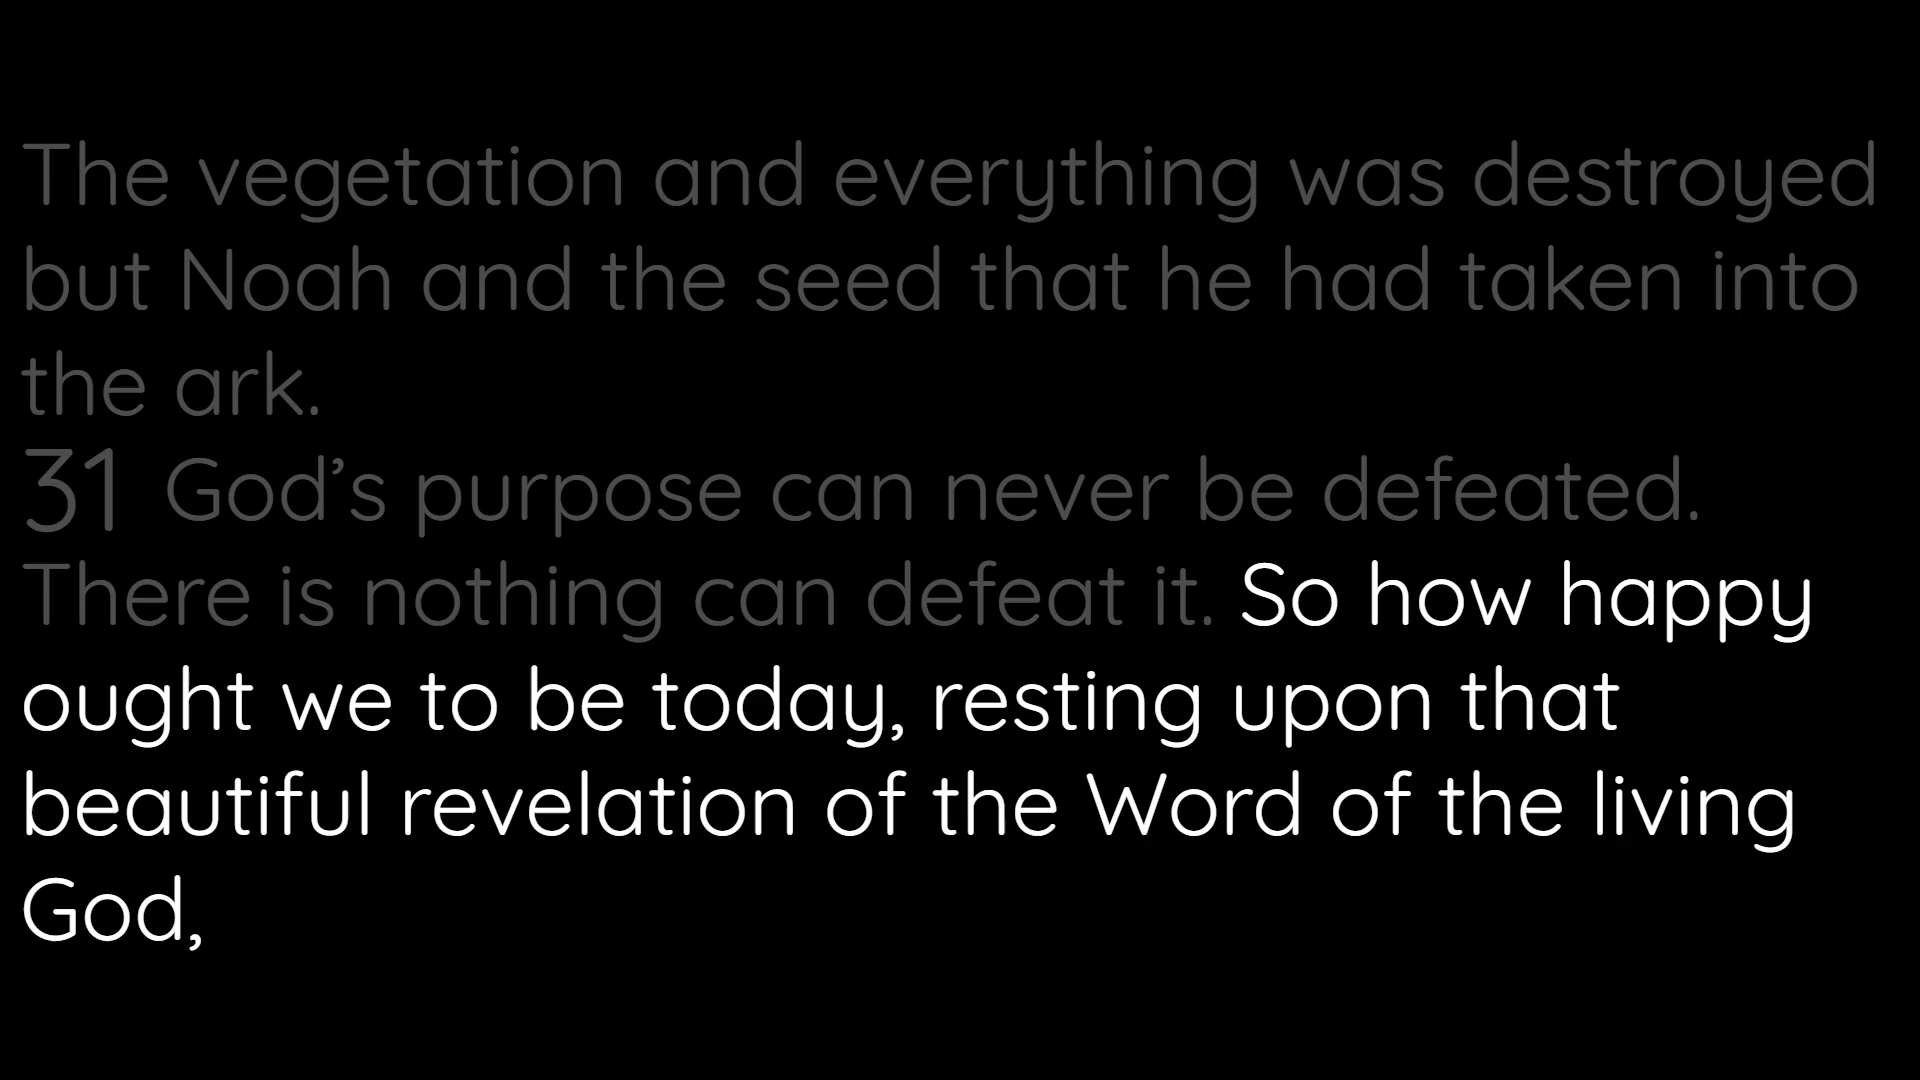 The vegetation and everything was destroyed
but Noah and the seed that he had taken into
the ark.
31 God’s purpose can never be defeated.
There is nothing can defeat it. So how happy
ought we to be today, resting upon that
beautiful revelation of the Word of the living
God,